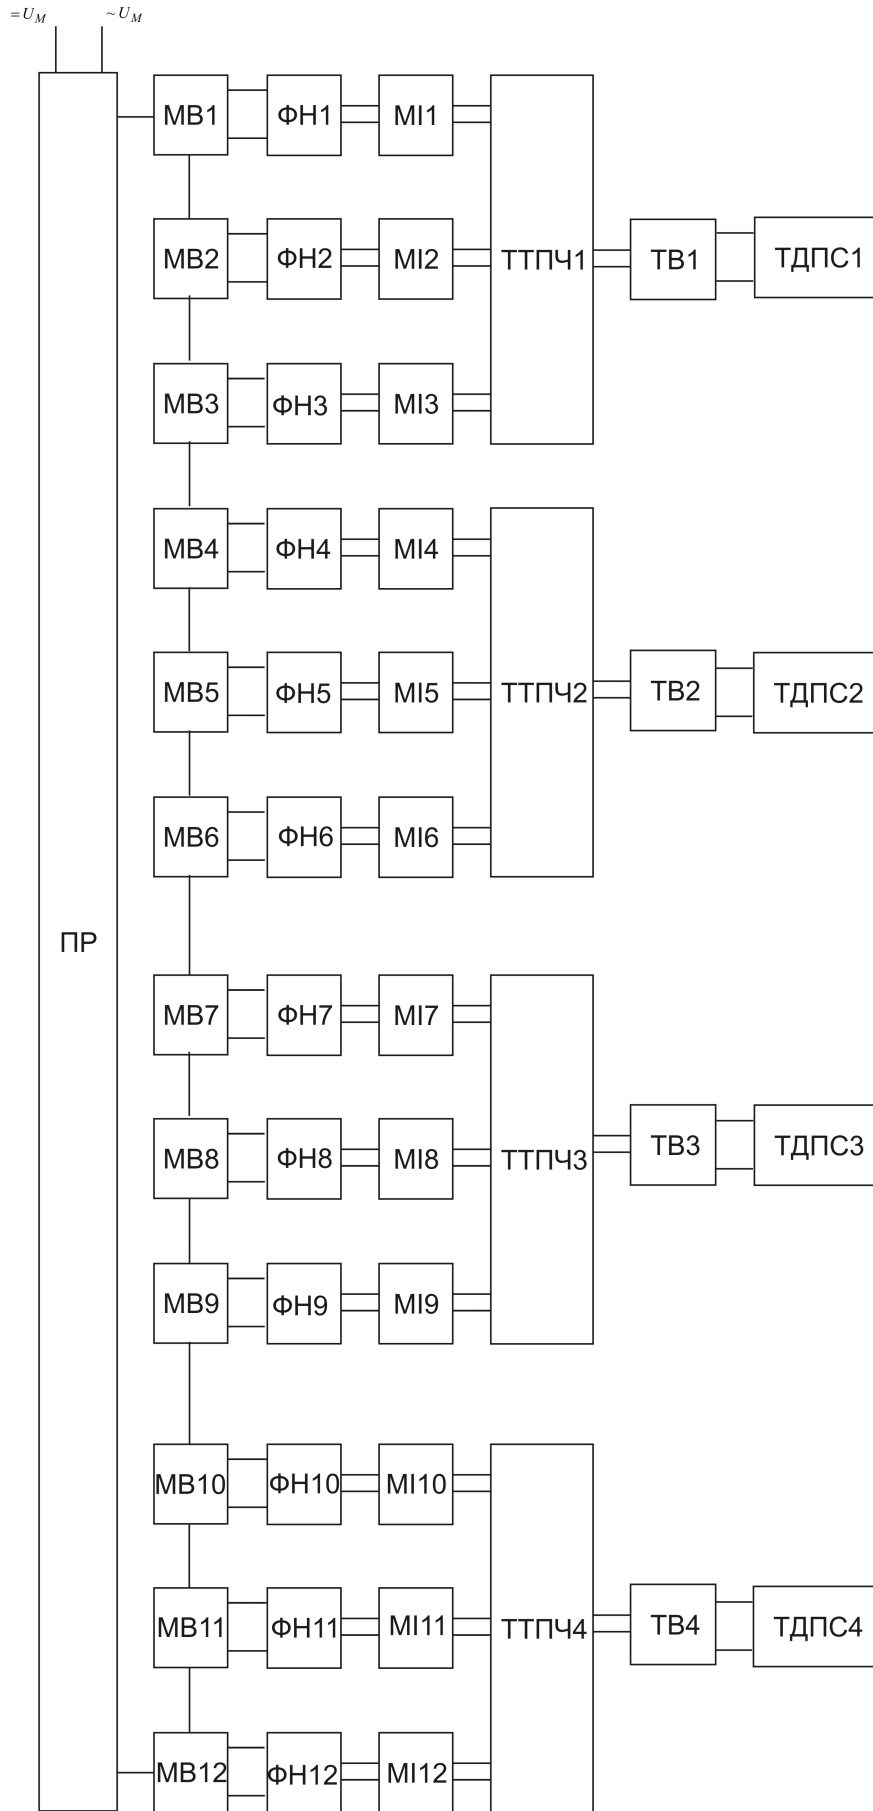 =U_M ~U_M
МВ1 ФН1 МІ1
МВ2 ФН2 МІ2 ТТПЧ1 ТВ1 ТДПС1
МВ3 ФН3 МІ3
МВ4 ФН4 МІ4
МВ5 ФН5 МІ5 ТТПЧ2 ТВ2 ТДПС2
МВ6 ФН6 МІ6
ПР
МВ7 ФН7 МІ7
МВ8 ФН8 МІ8 ТТПЧ3 ТВ3 ТДПС3
МВ9 ФН9 МІ9
МВ10 ФН10 МІ10
МВ11 ФН11 МІ11 ТТПЧ4 ТВ4 ТДПС4
МВ12 ФН12 МІ12